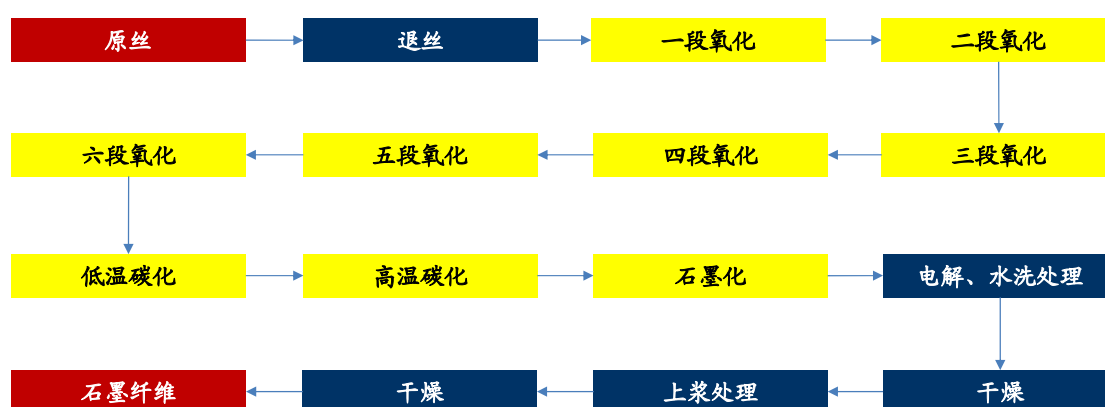 原丝
退丝
一段氧化
二段氧化
三段氧化
四段氧化
五段氧化
六段氧化
低温碳化
高温碳化
石墨化
电解、水洗处理
干燥
上浆处理
干燥
石墨纤维